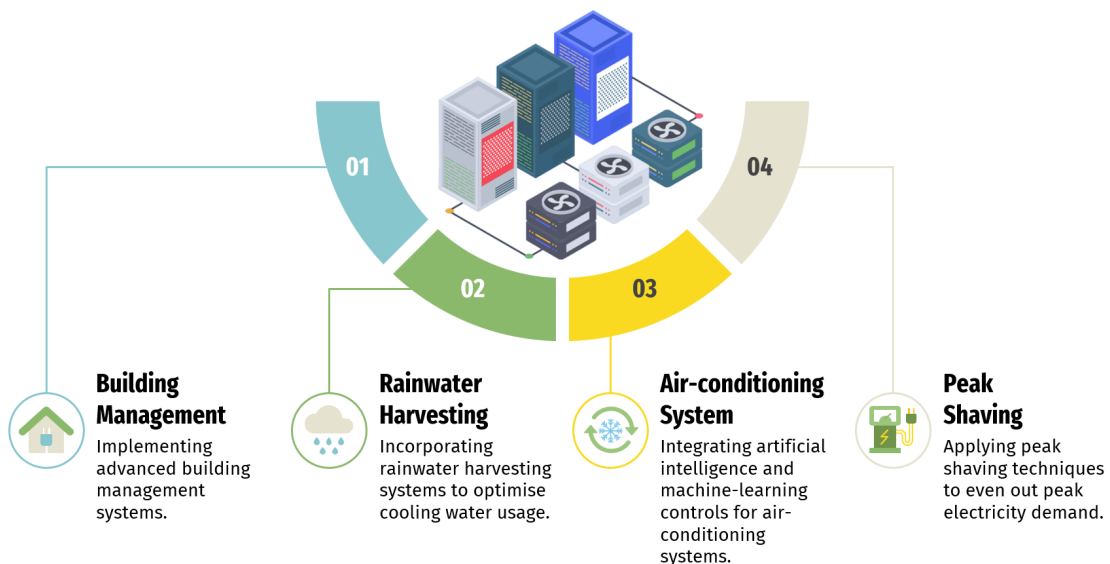 01
02
03
04
Building
Management
Implementing
advanced building
management
systems.
Rainwater
Harvesting
Incorporating
rainwater harvesting
systems to optimise
cooling water usage.
Air-conditioning
System
Integrating artificial
intelligence and
machine-learning
controls for air-
conditioning
systems.
Peak
Shaving
Applying peak
shaving techniques
to even out peak
electricity demand.